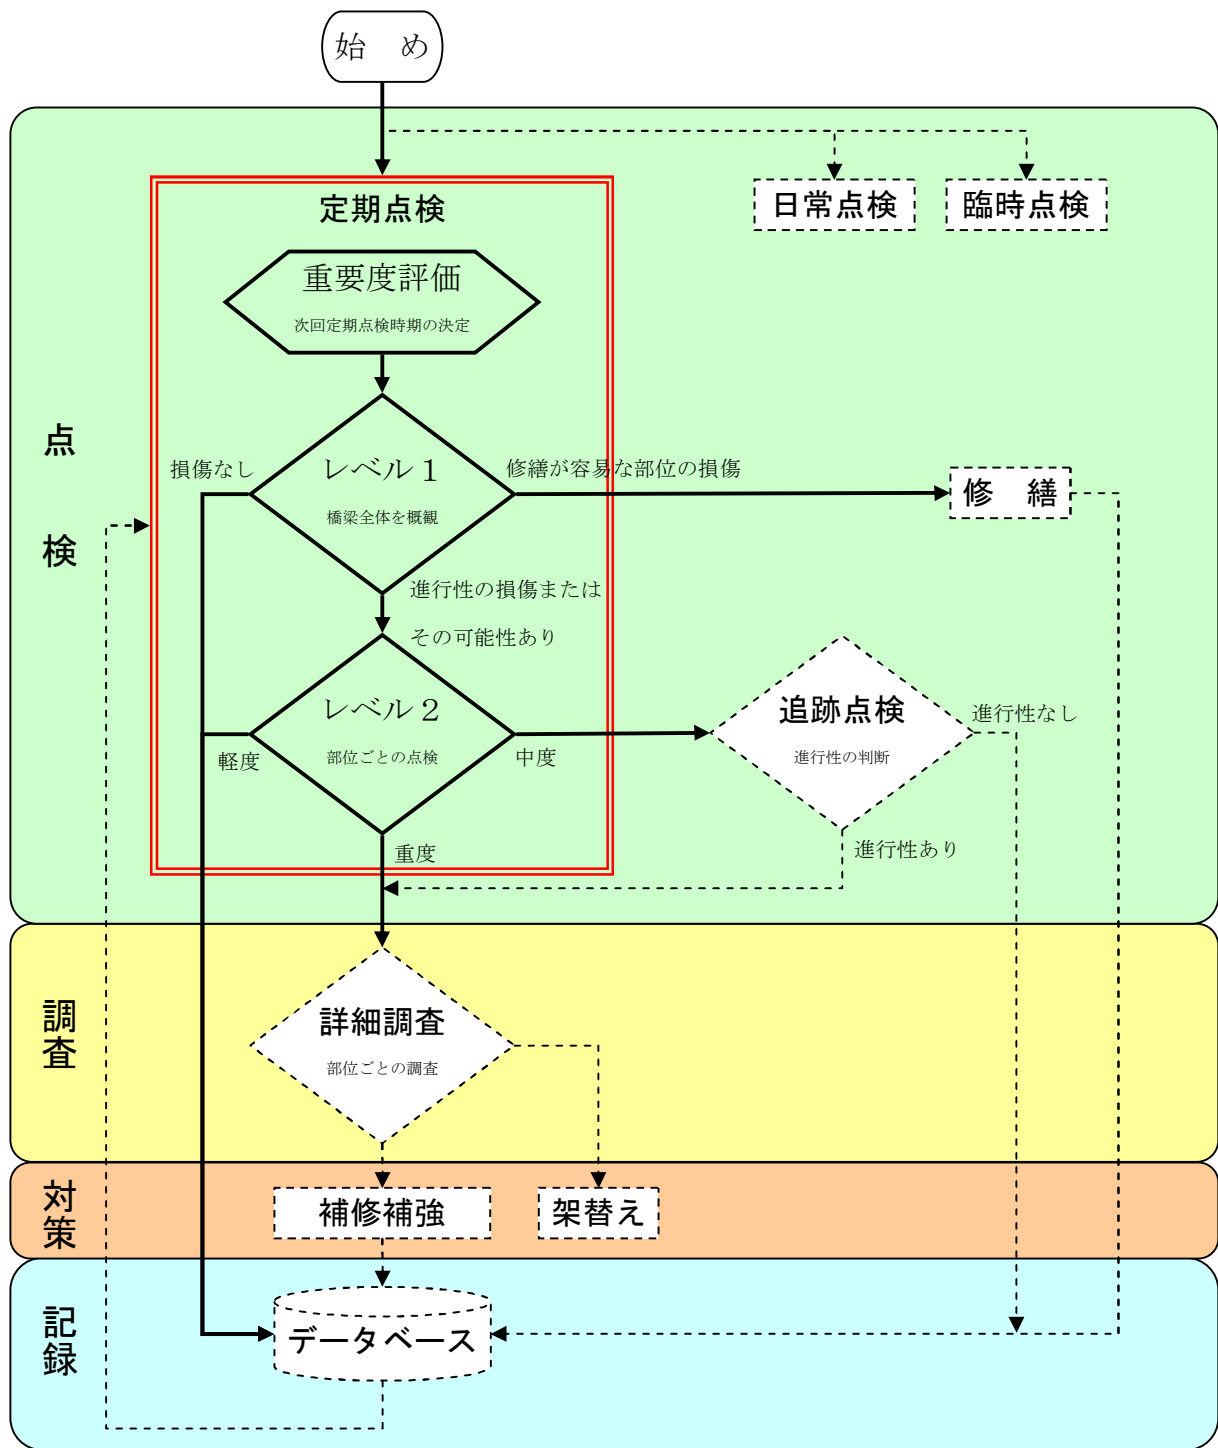 始　め
定期点検
日常点検
臨時点検
重要度評価
次回定期点検時期の決定
点
検
損傷なし
レベル１
橋梁全体を概観
修繕が容易な部位の損傷
修　繕
進行性の損傷または
その可能性あり
レベル２
部位ごとの点検
軽度
中度
追跡点検
進行性の判断
進行性なし
進行性あり
重度
調
査
詳細調査
部位ごとの調査
対
策
補修補強
架替え
記
録
データベース